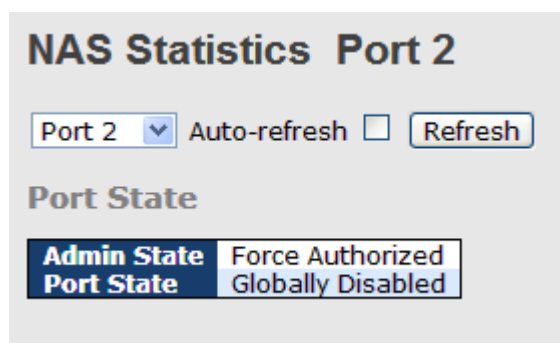 NAS Statistics Port 2
Port 2 Auto-refresh Refresh
Port State
Admin State Force Authorized
Port State Globally Disabled